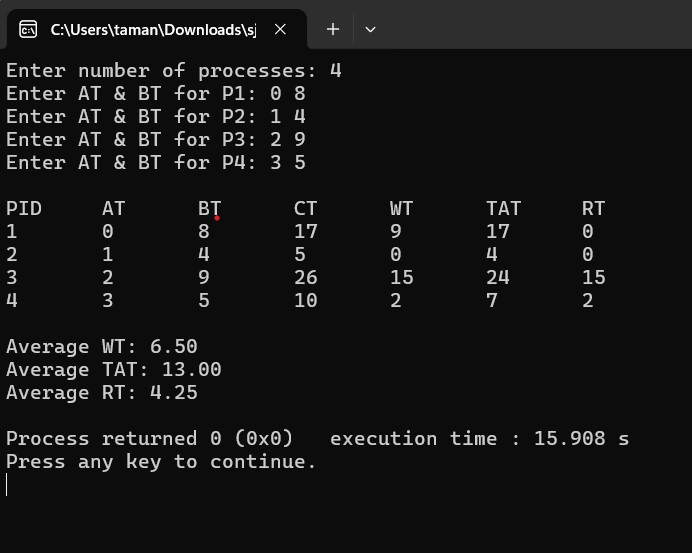 C:\Users\taman\Downloads\sj
Enter number of processes: 4
Enter AT & BT for P1: 0 8
Enter AT & BT for P2: 1 4
Enter AT & BT for P3: 2 9
Enter AT & BT for P4: 3 5
PID AT BT CT WT TAT RT
1 0 8 17 9 17 0
2 1 4 5 0 4 0
3 2 9 26 15 24 15
4 3 5 10 2 7 2
Average WT: 6.50
Average TAT: 13.00
Average RT: 4.25
Process returned 0 (0x0) execution time : 15.908 s
Press any key to continue.